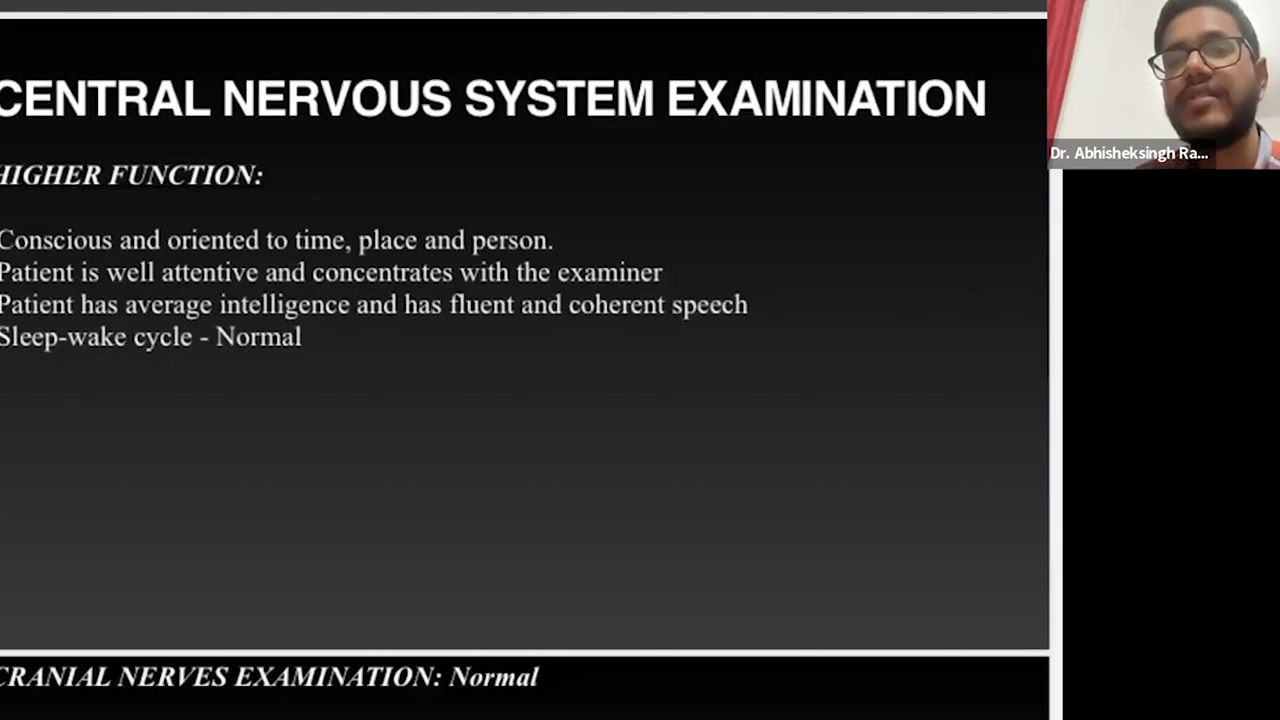 CENTRAL NERVOUS SYSTEM EXAMINATION
Dr. Abhisheksingh Ra...
HIGHER FUNCTION:
Conscious and oriented to time, place and person.
Patient is well attentive and concentrates with the examiner
Patient has average intelligence and has fluent and coherent speech
Sleep-wake cycle - Normal
CRANIAL NERVES EXAMINATION: Normal